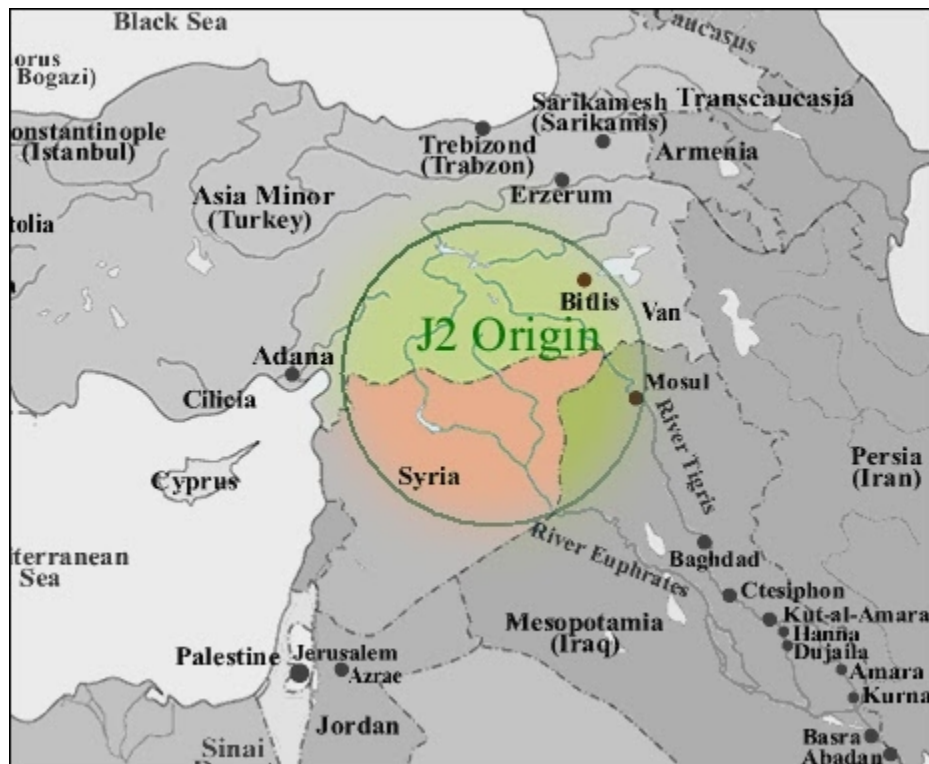 Black Sea
Caucasus
orus
Bogazi)
Sarikamesh
(Sarikamis)
Transcaucasia
onstantinople
(Istanbul)
Trebizond
(Trabzon)
Armenia
Asia Minor
(Turkey)
Erzerum
tolia
Bitlis
Van
J2 Origin
Adana
Mosul
Cilicia
River Tigris
Syria
Cyprus
Persia
(Iran)
River Euphrates
iterranean
Sea
Baghdad
Ctesiphon
Mesopotamia
(Iraq)
Kut-al-Amara
Hanna
Dujaila
Palestine
Jerusalem
Azrae
Amara
Kurna
Jordan
Sinai
Basra
Abadan